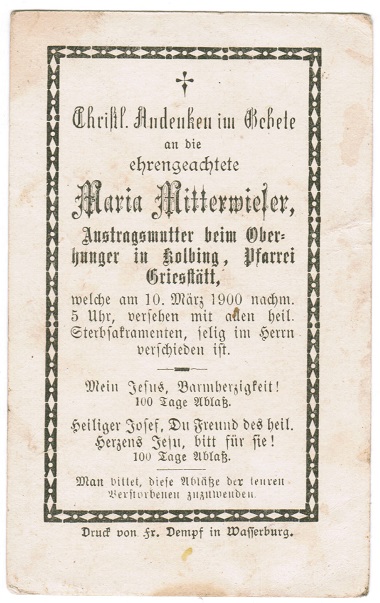 Christl. Andenken im Gebete
an die
ehrengeachtete
Maria Mitterwieser,
Austragsmutter beim Ober-
hunger in Kolbing, Pfarrei
Griesstätt,
welche am 10. März 1900 nachm.
5 Uhr, versehen mit allen heil.
Sterbsakramenten, selig im Herrn
verschieden ist.
Mein Jesus, Barmherzigkeit!
100 Tage Ablaß.
Heiliger Josef, Du Freund des heil.
Herzens Jesu, bitt für sie!
100 Tage Ablaß.
Man bittet, diese Abläße der teuren
Verstorbenen zuzuwenden.
Druck von Fr. Dempf in Wasserburg.